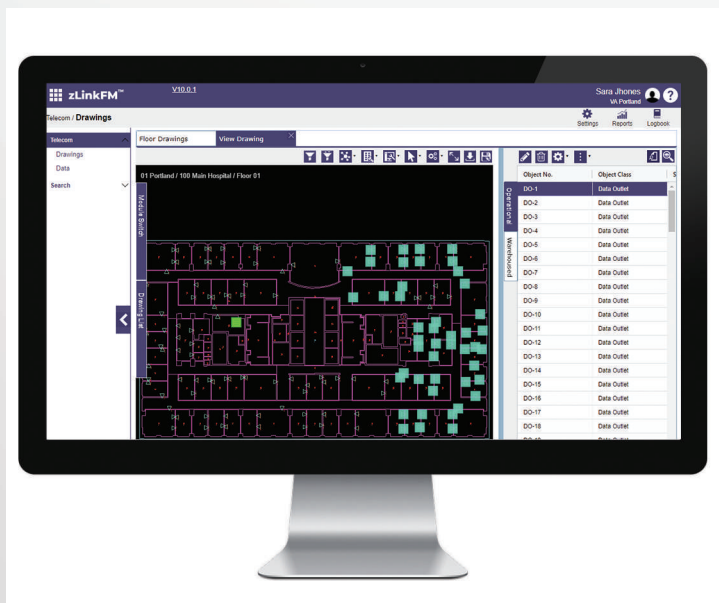 zLinkFM™
V10.0.1
Sara Jhones
VA Portland
?
Telecom / Drawings
Settings
Reports
Logbook
Telecom
Drawings
Data
Search
Floor Drawings
View Drawing
01 Portland / 100 Main Hospital / Floor 01
Module Switch
Drawing List
Operational
Warehoused
Object No.
Object Class
S
DO-1
Data Outlet
DO-2
Data Outlet
DO-3
Data Outlet
DO-4
Data Outlet
DO-5
Data Outlet
DO-6
Data Outlet
DO-7
Data Outlet
DO-8
Data Outlet
DO-9
Data Outlet
DO-10
Data Outlet
DO-11
Data Outlet
DO-12
Data Outlet
DO-13
Data Outlet
DO-14
Data Outlet
DO-15
Data Outlet
DO-16
Data Outlet
DO-17
Data Outlet
DO-18
Data Outlet